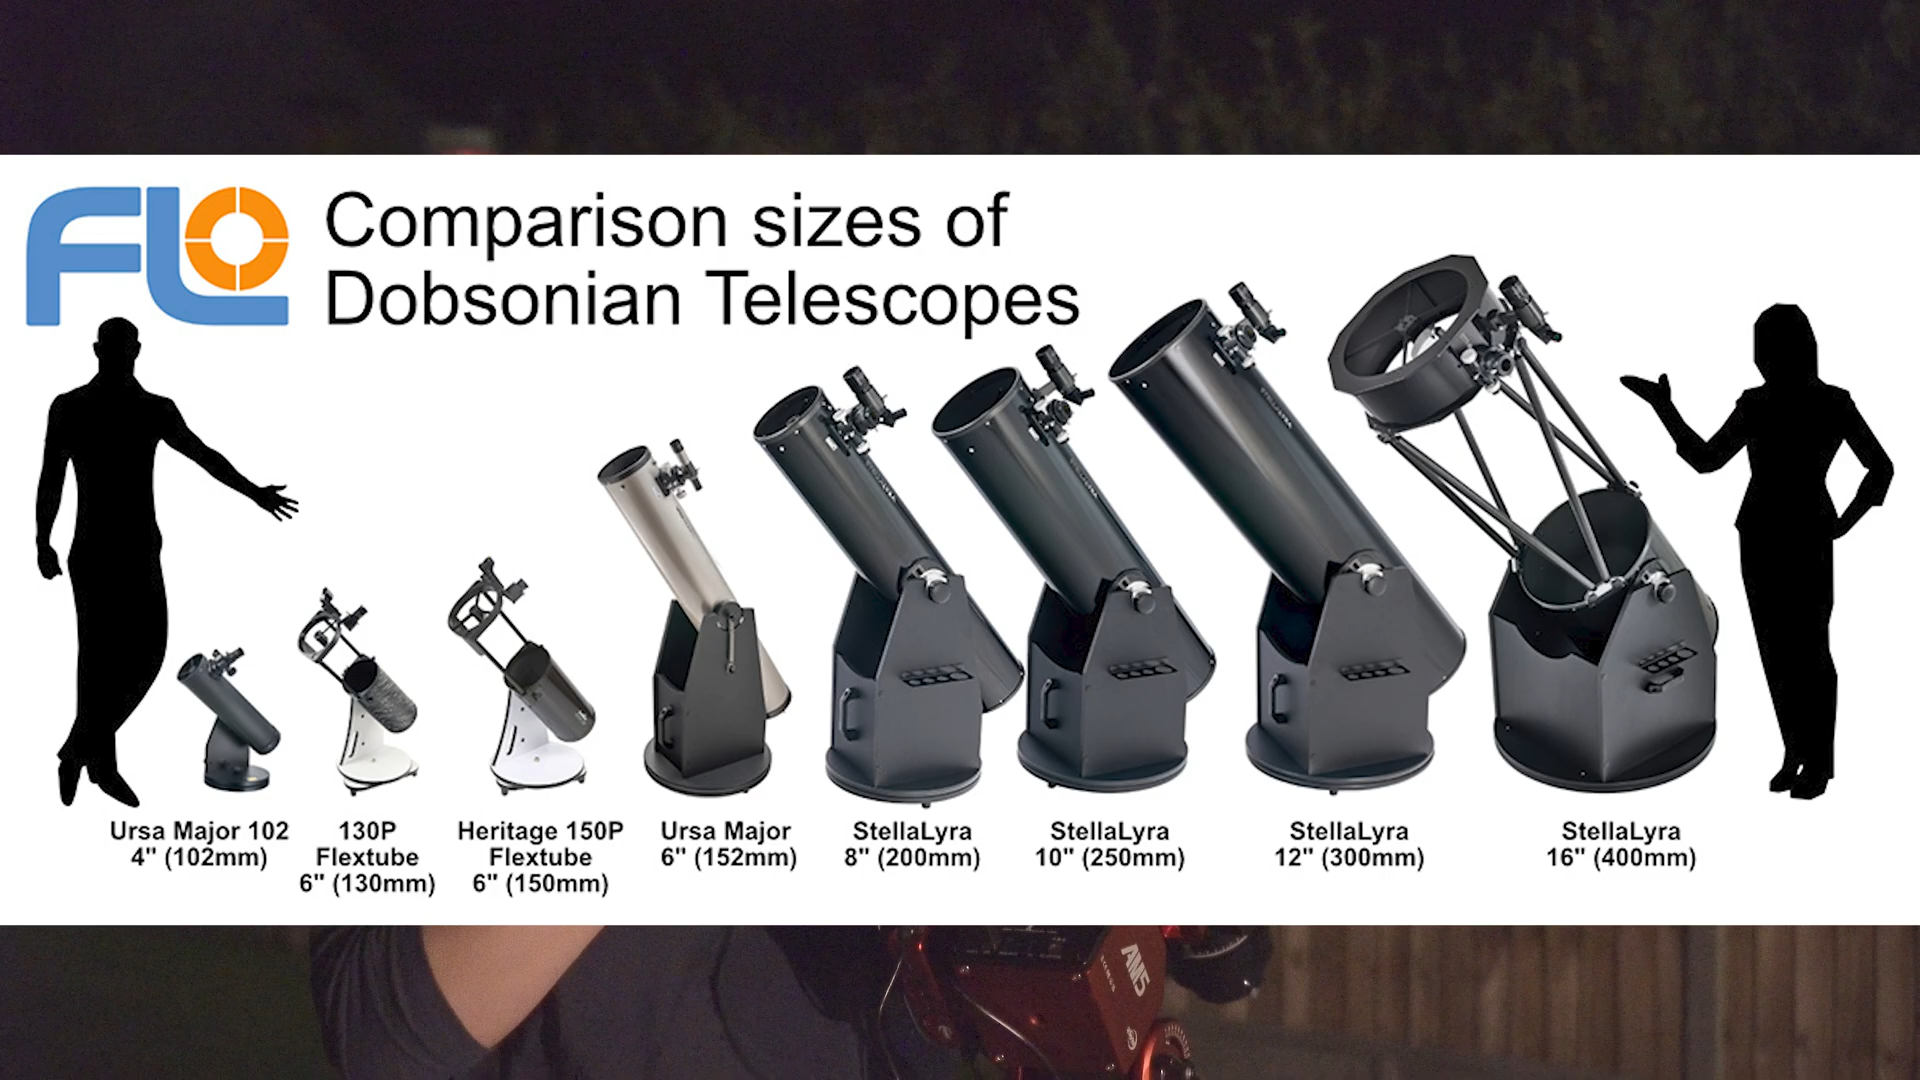 FLO
Comparison sizes of
Dobsonian Telescopes
Ursa Major 102
4" (102mm)
130P
Flextube
6" (130mm)
Heritage 150P
Flextube
6" (150mm)
Ursa Major
6" (152mm)
StellaLyra
8" (200mm)
StellaLyra
10" (250mm)
StellaLyra
12" (300mm)
StellaLyra
16" (400mm)
AM5